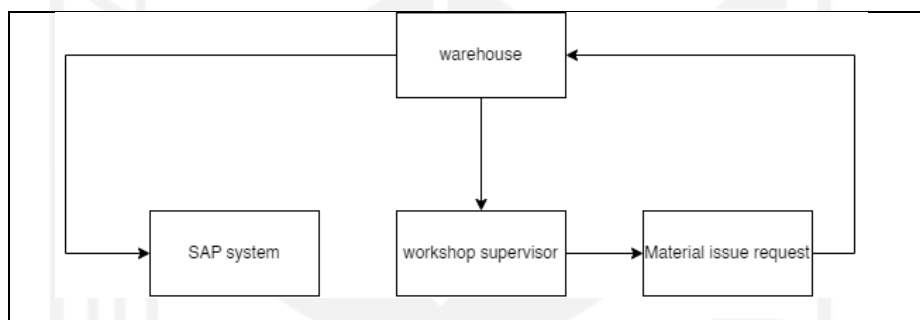 warehouse
SAP system
workshop supervisor
Material issue request